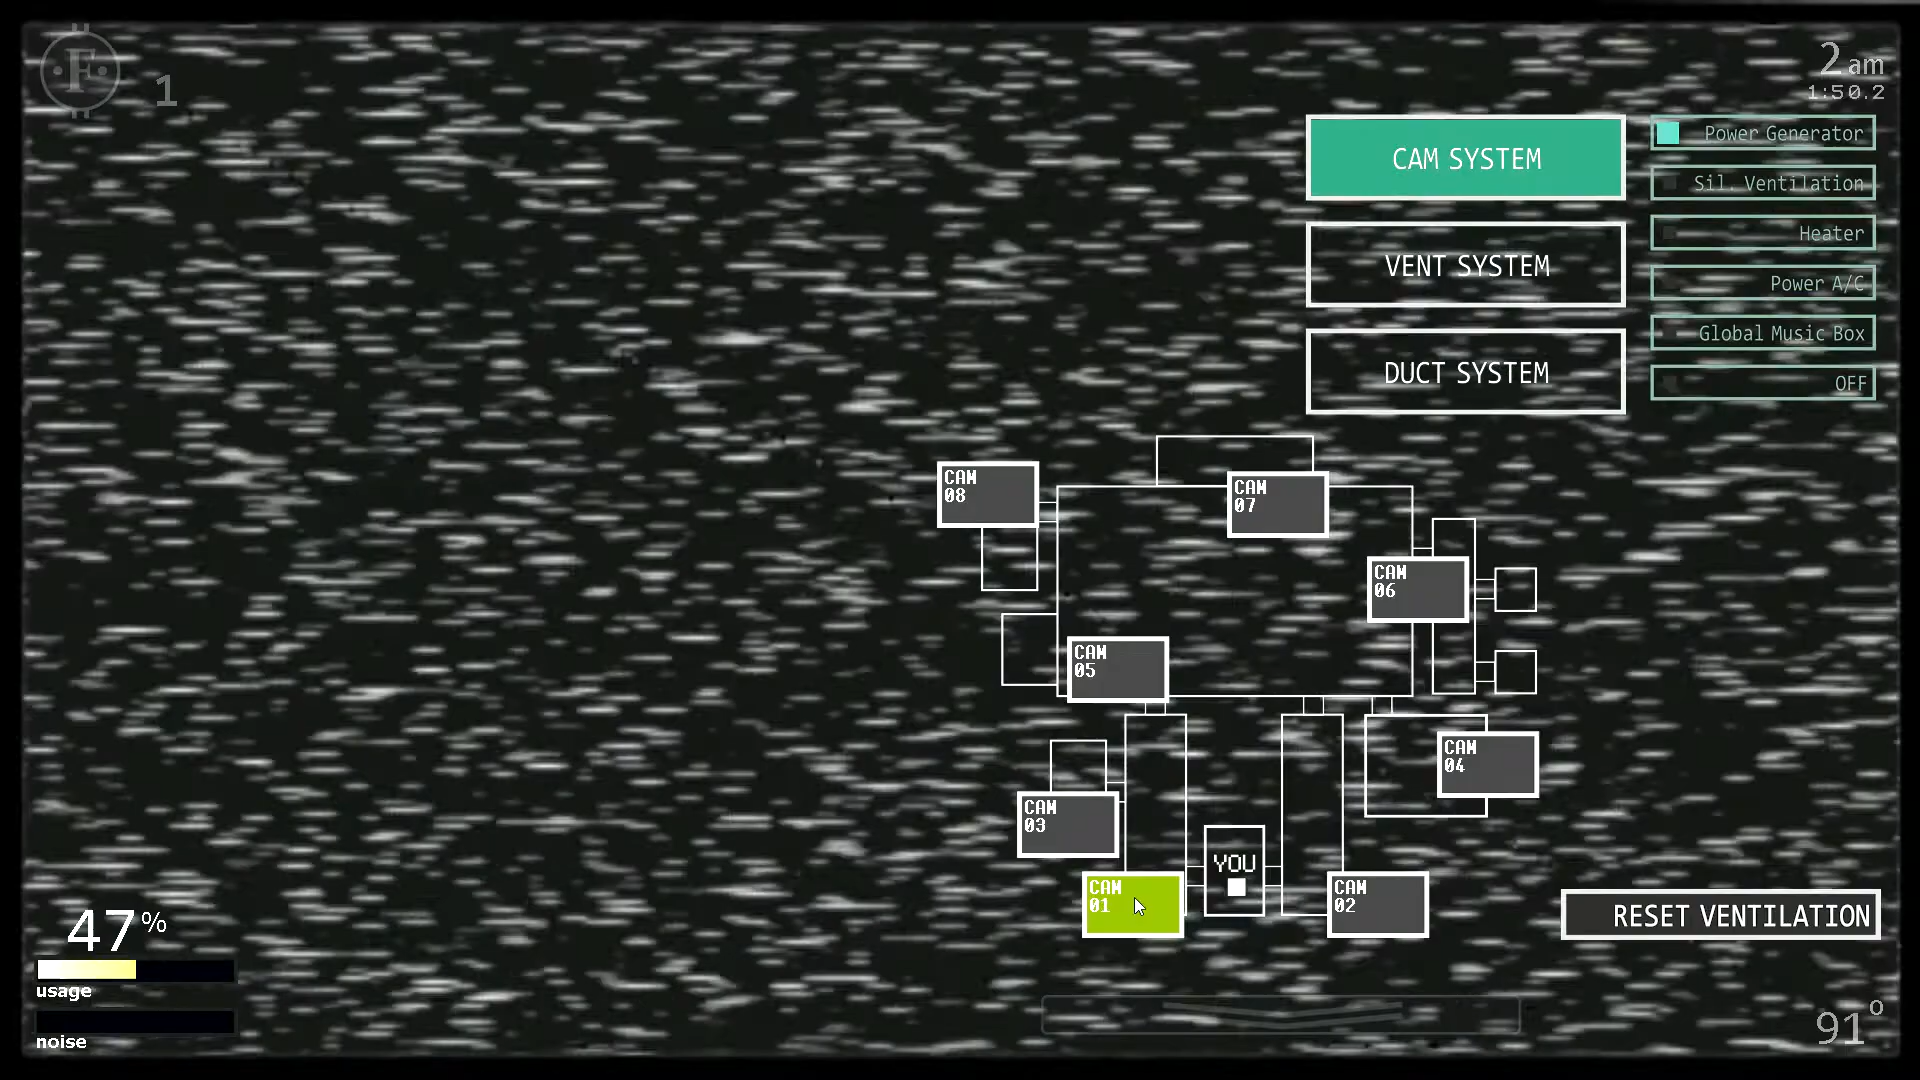 F 1
2 am
1:50.2
CAM SYSTEM
Power Generator
Sil. Ventilation
Heater
VENT SYSTEM
Power A/C
Global Music Box
DUCT SYSTEM
OFF
CAM
08
CAM
07
CAM
06
CAM
05
CAM
04
CAM
03
YOU
CAM
01
CAM
02
RESET VENTILATION
47%
usage
noise
91°